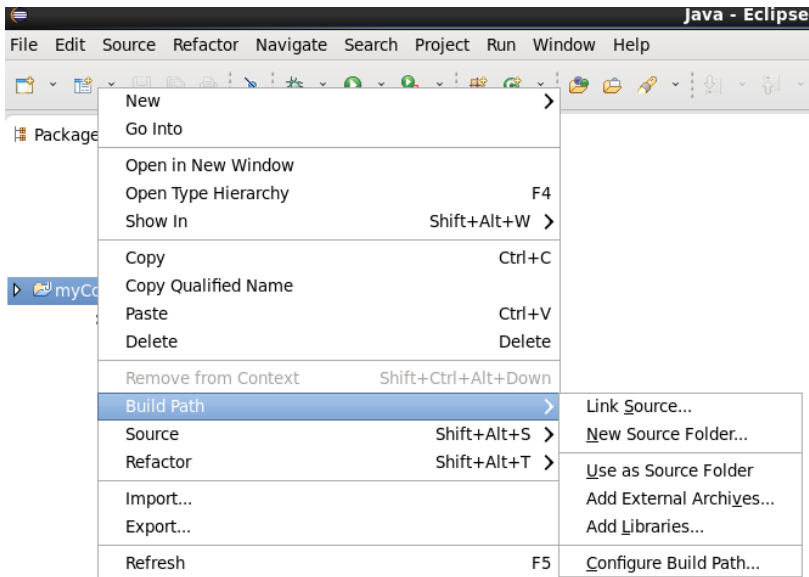 Java - Eclipse
File Edit Source Refactor Navigate Search Project Run Window Help
Package
New
Go Into
Open in New Window
Open Type Hierarchy F4
Show In Shift+Alt+W
Copy Ctrl+C
Copy Qualified Name
myCo
Paste Ctrl+V
Delete Delete
Remove from Context Shift+Ctrl+Alt+Down
Build Path
Link Source...
Source Shift+Alt+S
New Source Folder...
Refactor Shift+Alt+T
Use as Source Folder
Import...
Add External Archives...
Export...
Add Libraries...
Refresh F5
Configure Build Path...